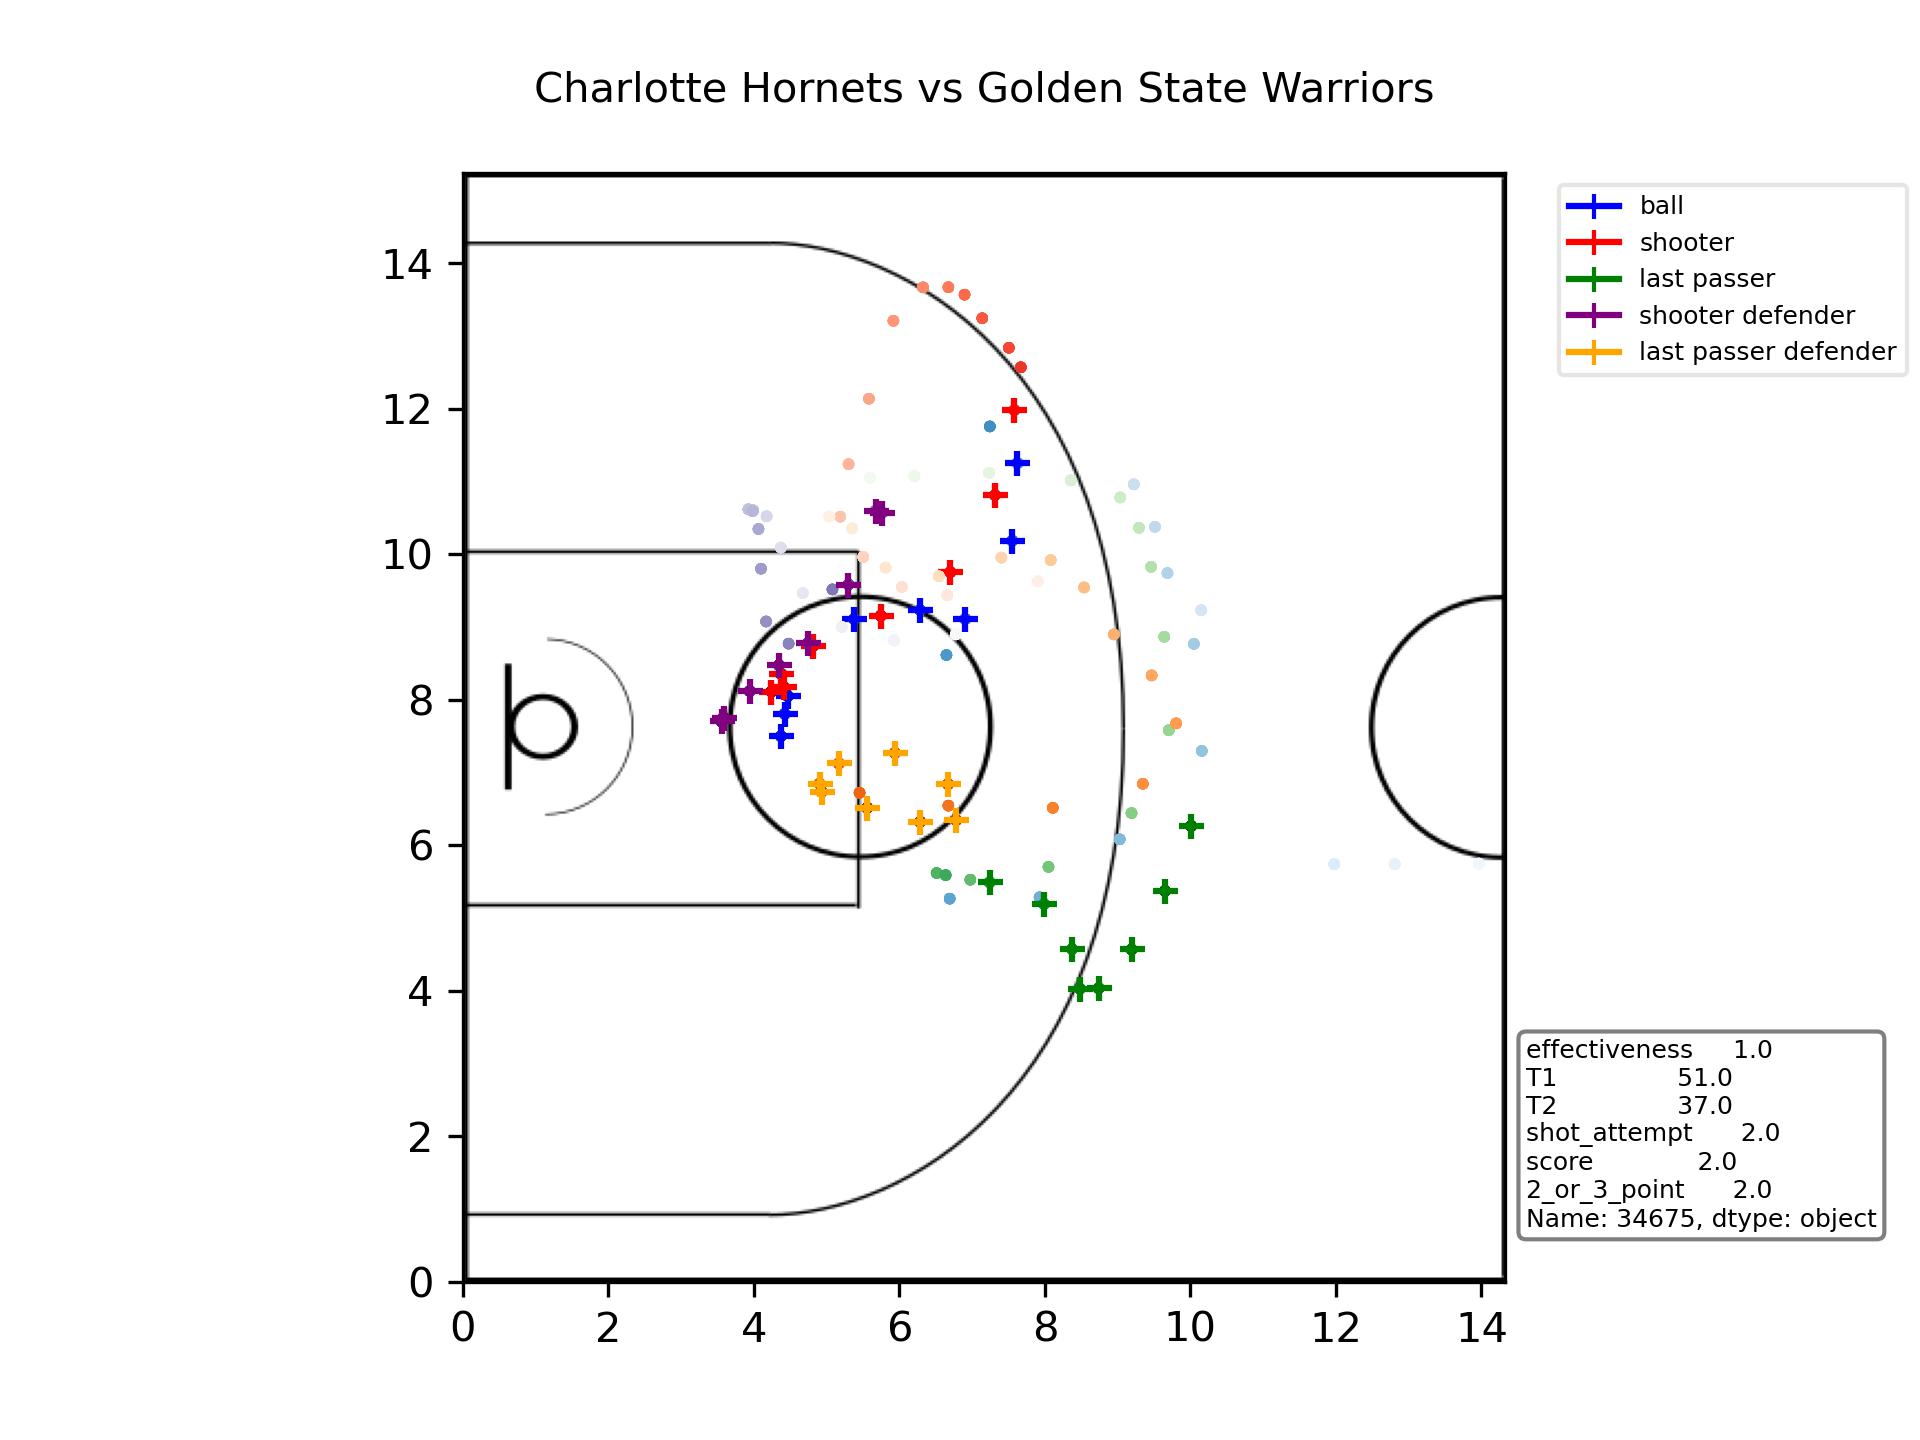 Charlotte Hornets vs Golden State Warriors
ball
shooter
last passer
shooter defender
last passer defender
14
12
10
8
6
4
2
0
0 2 4 6 8 10 12 14
effectiveness 1.0
T1 51.0
T2 37.0
shot_attempt 2.0
score 2.0
2_or_3_point 2.0
Name: 34675, dtype: object